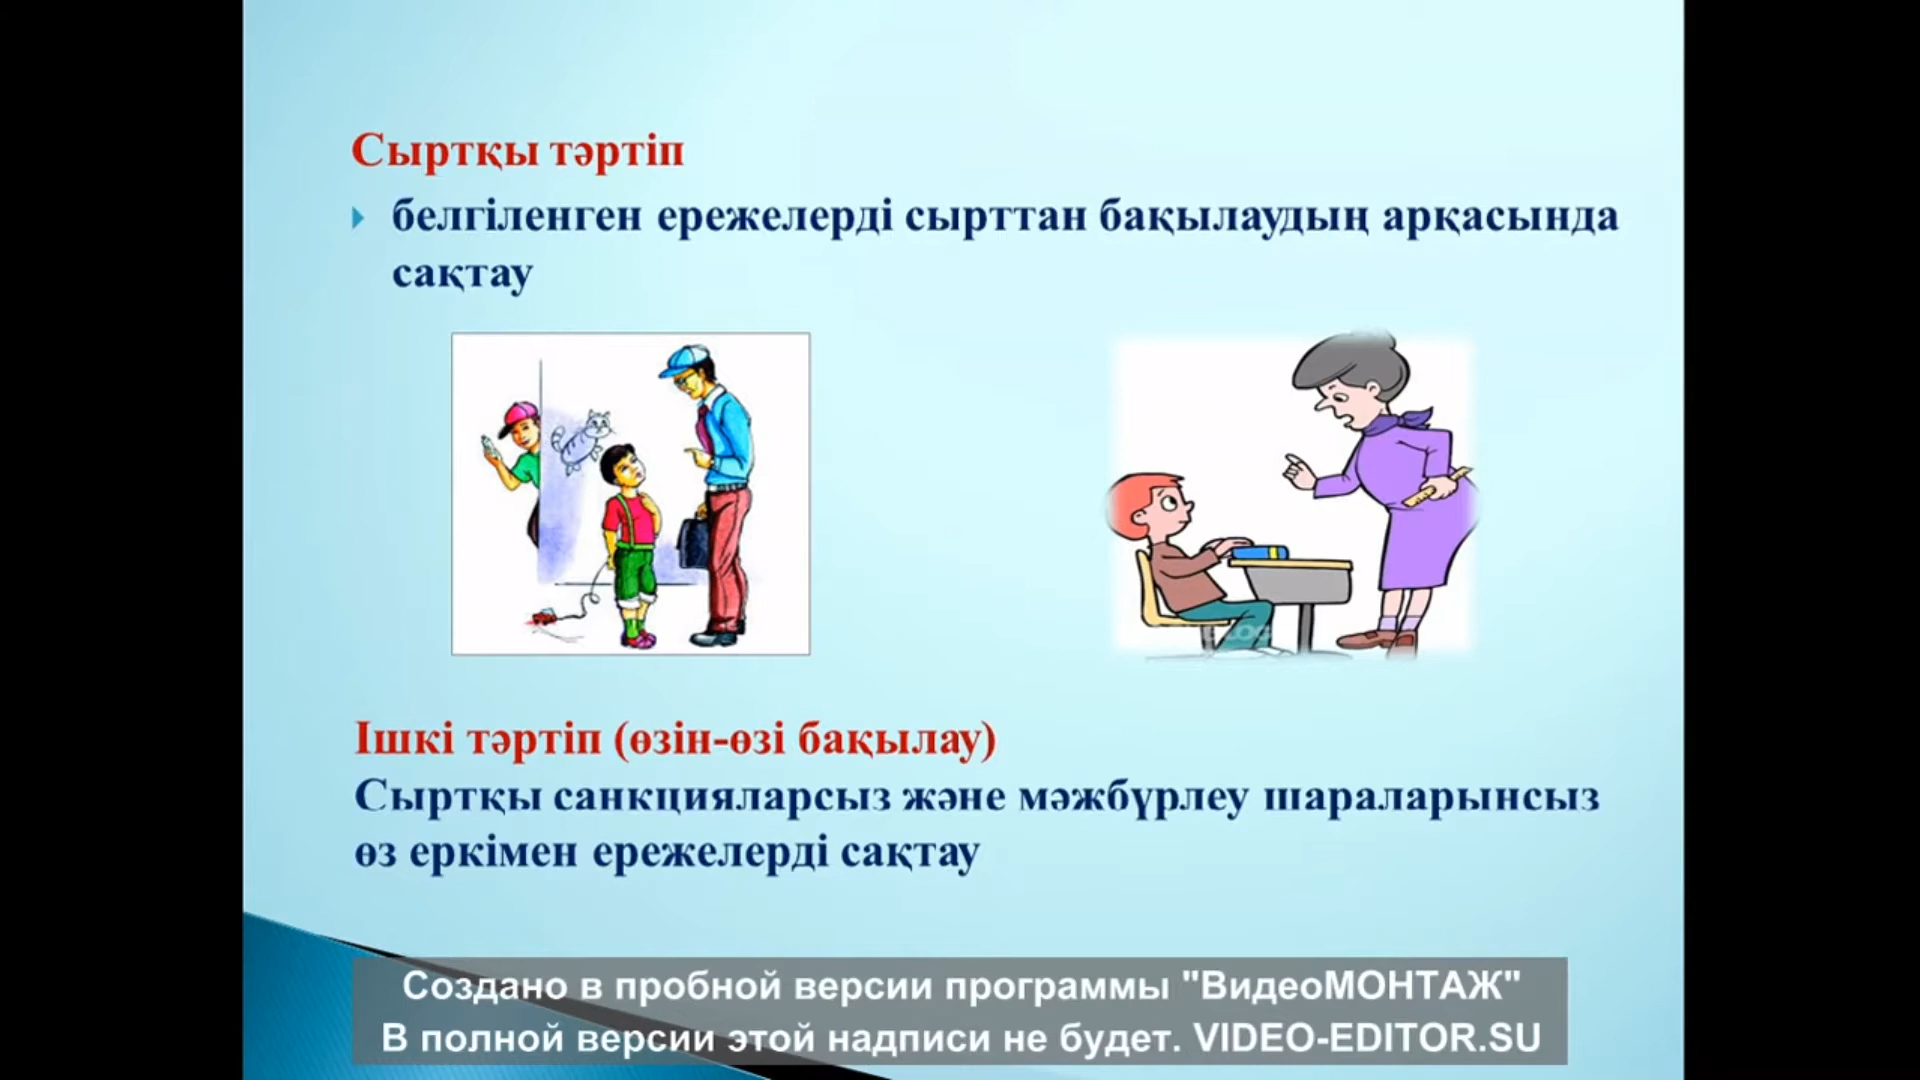 Сыртқы тәртіп
белгіленген ережелерді сырттан бақылаудың арқасында
сақтау
BLOG
Ішкі тәртіп (өзін-өзі бақылау)
Сыртқы санкцияларсыз және мәжбүрлеу шараларынсыз
өз еркімен ережелерді сақтау
Создано в пробной версии программы "ВидеоМОНТАЖ"
В полной версии этой надписи не будет. VIDEO-EDITOR.SU